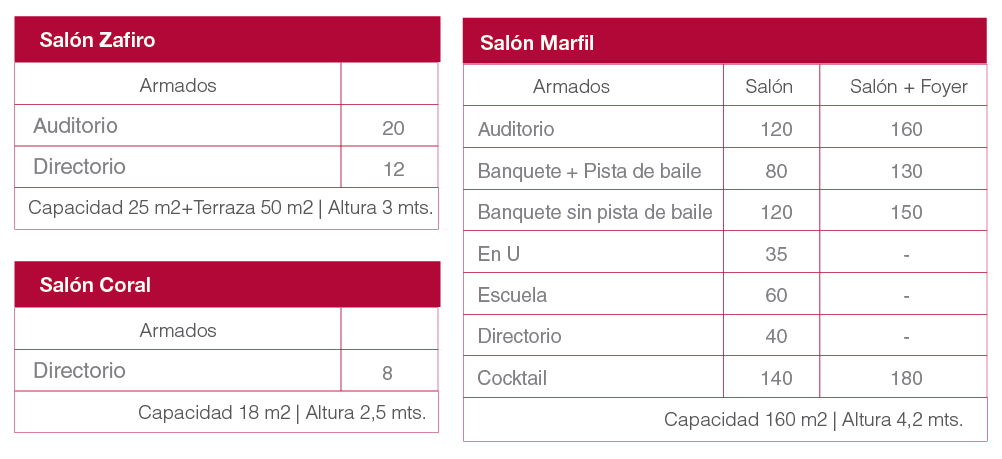 Salón Zafiro
Armados
Auditorio 20
Directorio 12
Capacidad 25 m2+Terraza 50 m2 | Altura 3 mts.
Salón Coral
Armados
Directorio 8
Capacidad 18 m2 | Altura 2,5 mts.
Salón Marfil
Armados Salón Salón + Foyer
Auditorio 120 160
Banquete + Pista de baile 80 130
Banquete sin pista de baile 120 150
En U 35 -
Escuela 60 -
Directorio 40 -
Cocktail 140 180
Capacidad 160 m2 | Altura 4,2 mts.